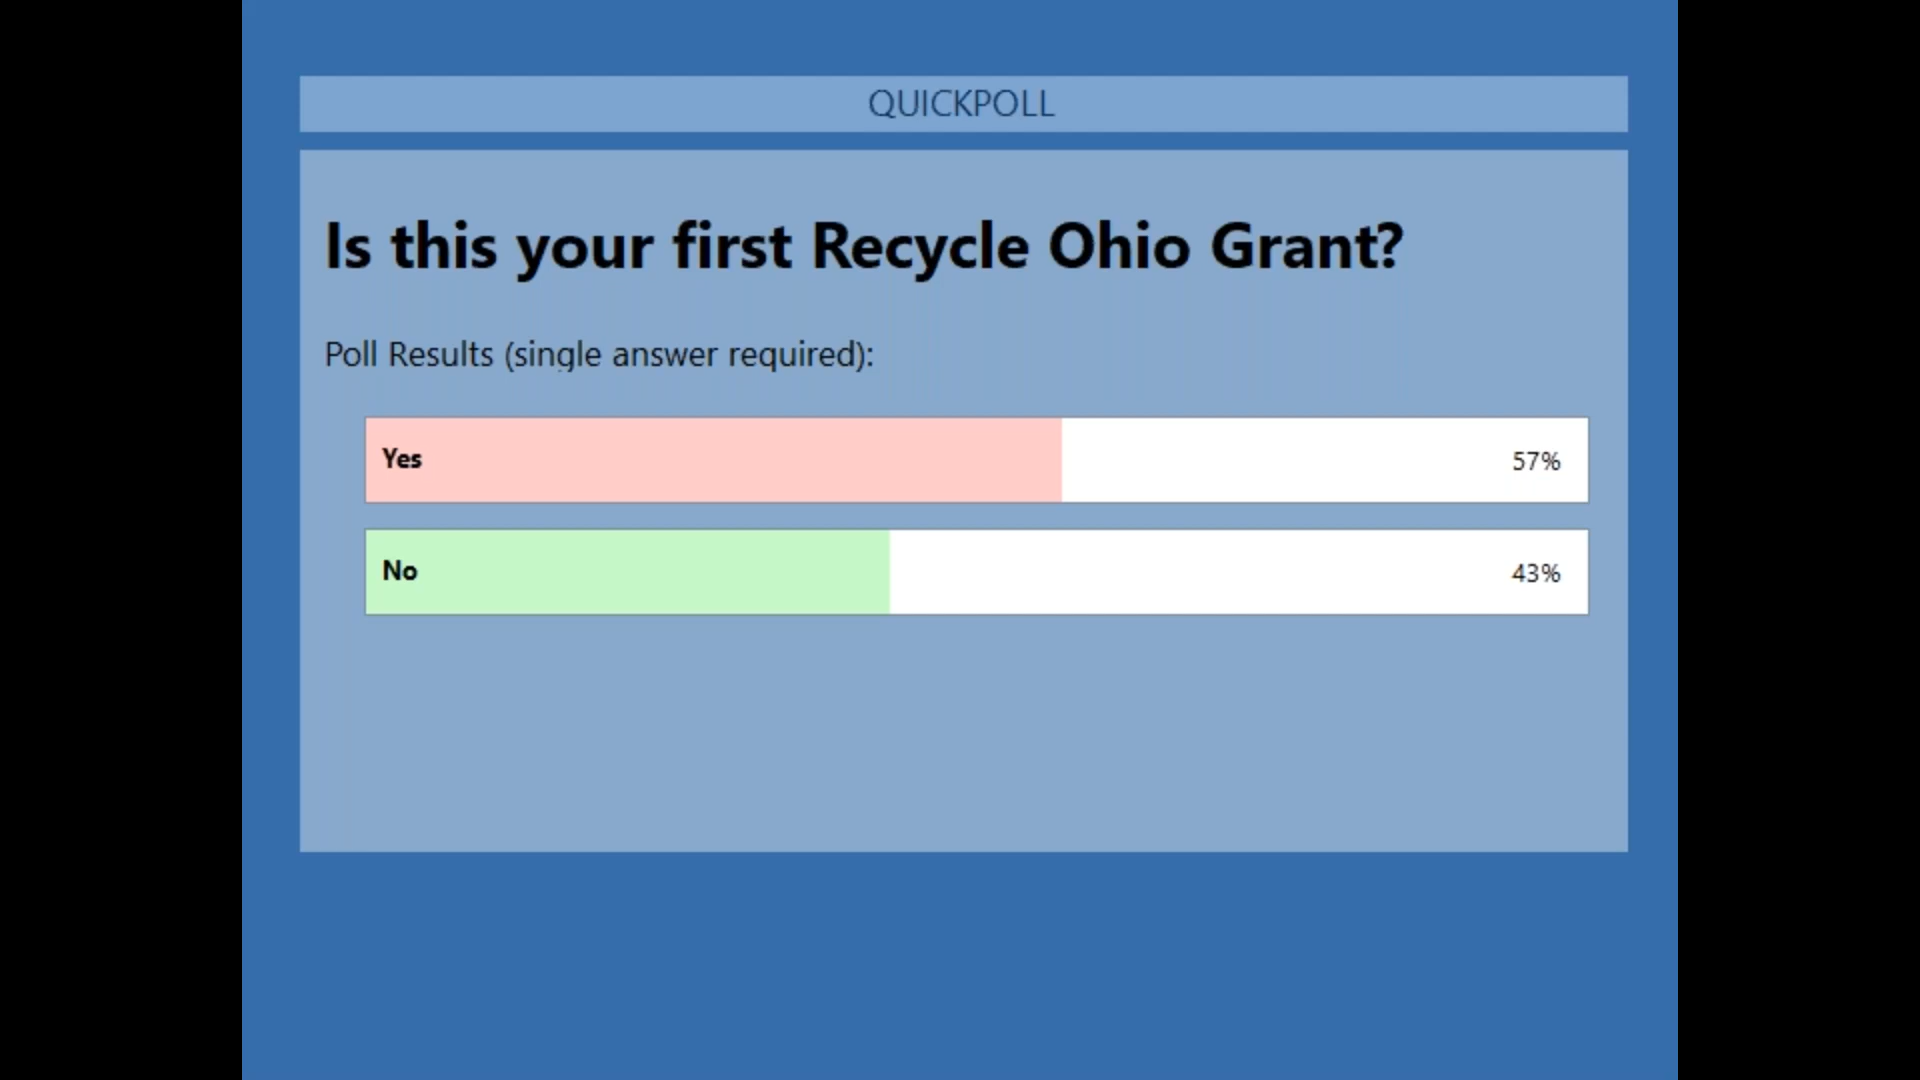 QUICKPOLL
Is this your first Recycle Ohio Grant?
Poll Results (single answer required):
Yes 57%
No 43%